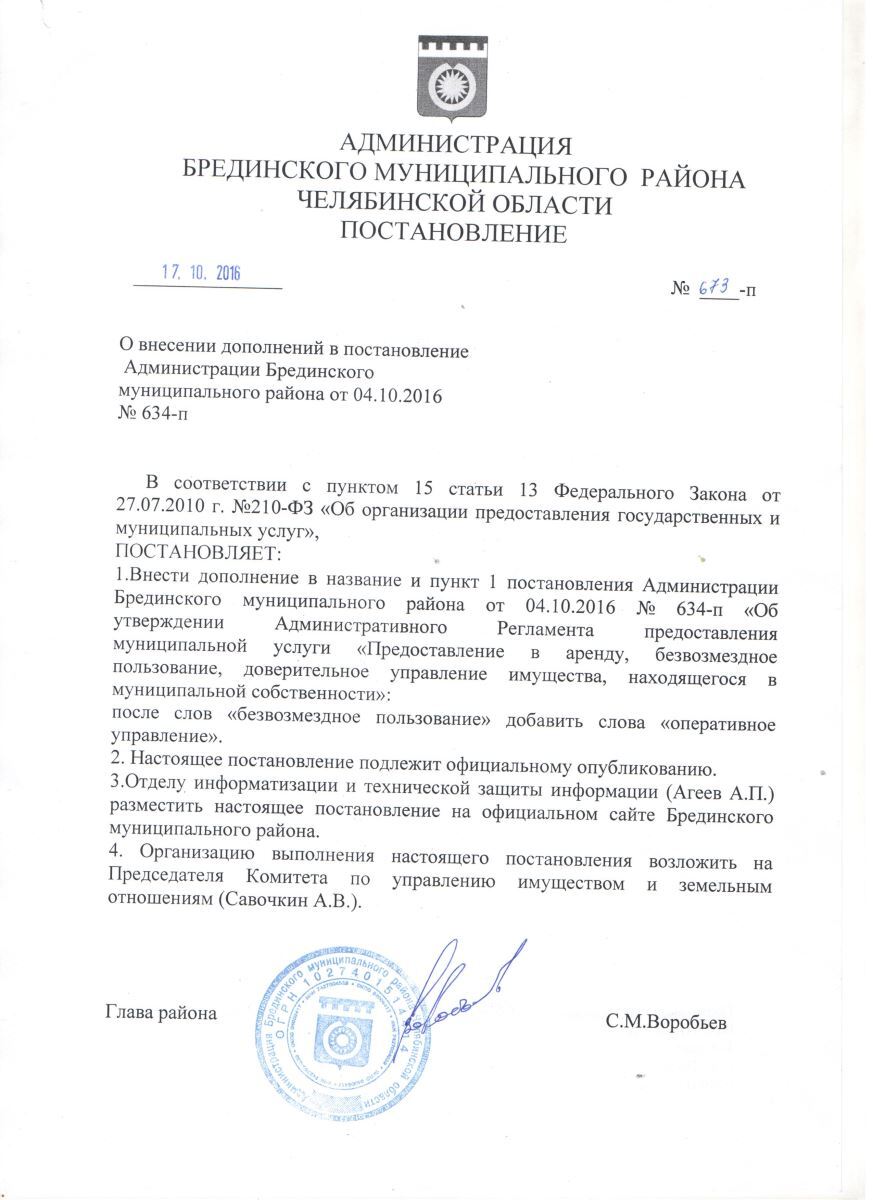 АДМИНИСТРАЦИЯ
БРЕДИНСКОГО МУНИЦИПАЛЬНОГО РАЙОНА
ЧЕЛЯБИНСКОЙ ОБЛАСТИ
ПОСТАНОВЛЕНИЕ
17. 10. 2016
№ 673-п
О внесении дополнений в постановление
Администрации Брединского
муниципального района от 04.10.2016
№ 634-п
В соответствии с пунктом 15 статьи 13 Федерального Закона от
27.07.2010 г. №210-ФЗ «Об организации предоставления государственных и
муниципальных услуг»,
ПОСТАНОВЛЯЕТ:
1.Внести дополнение в название и пункт 1 постановления Администрации
Брединского муниципального района от 04.10.2016 № 634-п «Об
утверждении Административного Регламента предоставления
муниципальной услуги «Предоставление в аренду, безвозмездное
пользование, доверительное управление имущества, находящегося в
муниципальной собственности»:
после слов «безвозмездное пользование» добавить слова «оперативное
управление».
2. Настоящее постановление подлежит официальному опубликованию.
3.Отделу информатизации и технической защиты информации (Агеев А.П.)
разместить настоящее постановление на официальном сайте Брединского
муниципального района.
4. Организацию выполнения настоящего постановления возложить на
Председателя Комитета по управлению имуществом и земельным
отношениям (Савочкин А.В.).
Глава района
С.М.Воробьев
Администрация Брединского муниципального района Челябинской области
ОГРН